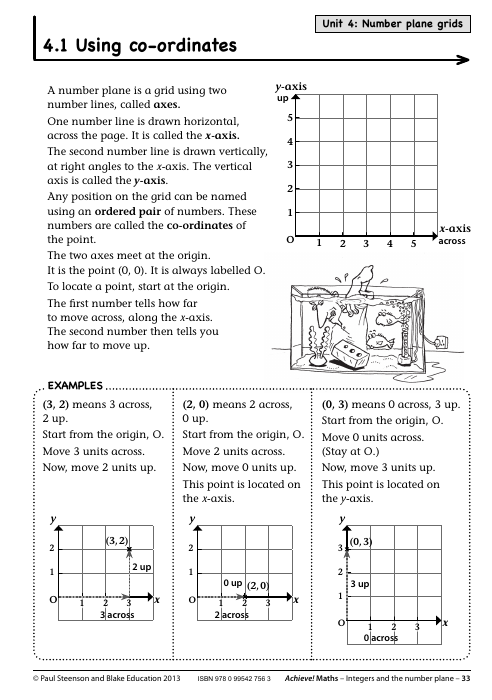 Unit 4: Number plane grids
4.1 Using co-ordinates
A number plane is a grid using two
number lines, called axes.
One number line is drawn horizontal,
across the page. It is called the x-axis.
The second number line is drawn vertically,
at right angles to the x-axis. The vertical
axis is called the y-axis.
Any position on the grid can be named
using an ordered pair of numbers. These
numbers are called the co-ordinates of
the point.
The two axes meet at the origin.
It is the point (0, 0). It is always labelled O.
To locate a point, start at the origin.
The first number tells how far
to move across, along the x-axis.
The second number then tells you
how far to move up.
y-axis
up
5
4
3
2
1
O
1 2 3 4 5
x-axis
across
EXAMPLES
(3, 2) means 3 across,
2 up.
Start from the origin, O.
Move 3 units across.
Now, move 2 units up.
y
2
1
O
(3, 2)
2 up
1 2 3
x
3 across
(2, 0) means 2 across,
0 up.
Start from the origin, O.
Move 2 units across.
Now, move 0 units up.
This point is located on
the x-axis.
y
2
1
O
0 up (2, 0)
1 2 3
x
2 across
(0, 3) means 0 across, 3 up.
Start from the origin, O.
Move 0 units across.
(Stay at O.)
Now, move 3 units up.
This point is located on
the y-axis.
y
3
2
1
O
(0, 3)
3 up
1 2 3
x
0 across
© Paul Steenson and Blake Education 2013 ISBN 978 0 99542 756 3 Achieve! Maths – Integers and the number plane – 33